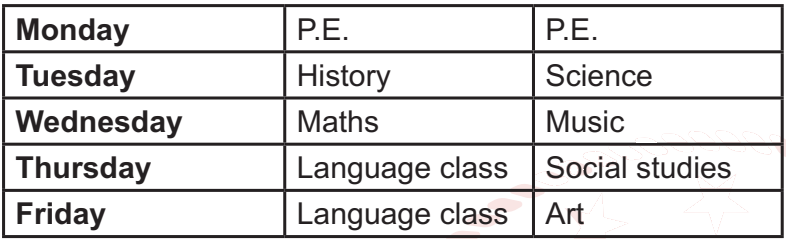 Monday P.E. P.E.
Tuesday History Science
Wednesday Maths Music
Thursday Language class Social studies
Friday Language class Art